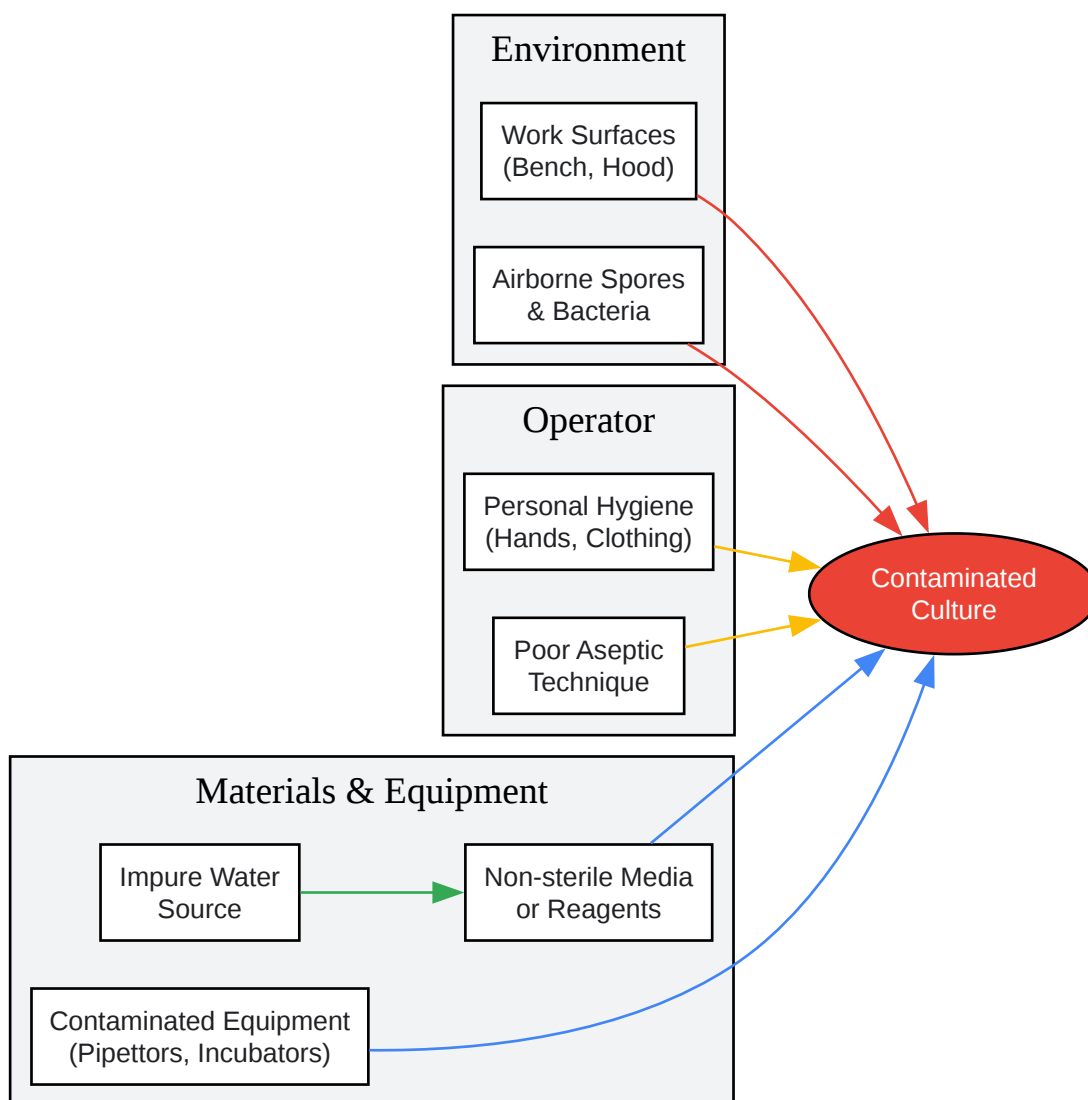 Environment
Work Surfaces
(Bench, Hood)
Airborne Spores
& Bacteria
Operator
Personal Hygiene
(Hands, Clothing)
Poor Aseptic
Technique
Contaminated
Culture
Materials & Equipment
Impure Water
Source
Non-sterile Media
or Reagents
Contaminated Equipment
(Pipettors, Incubators)